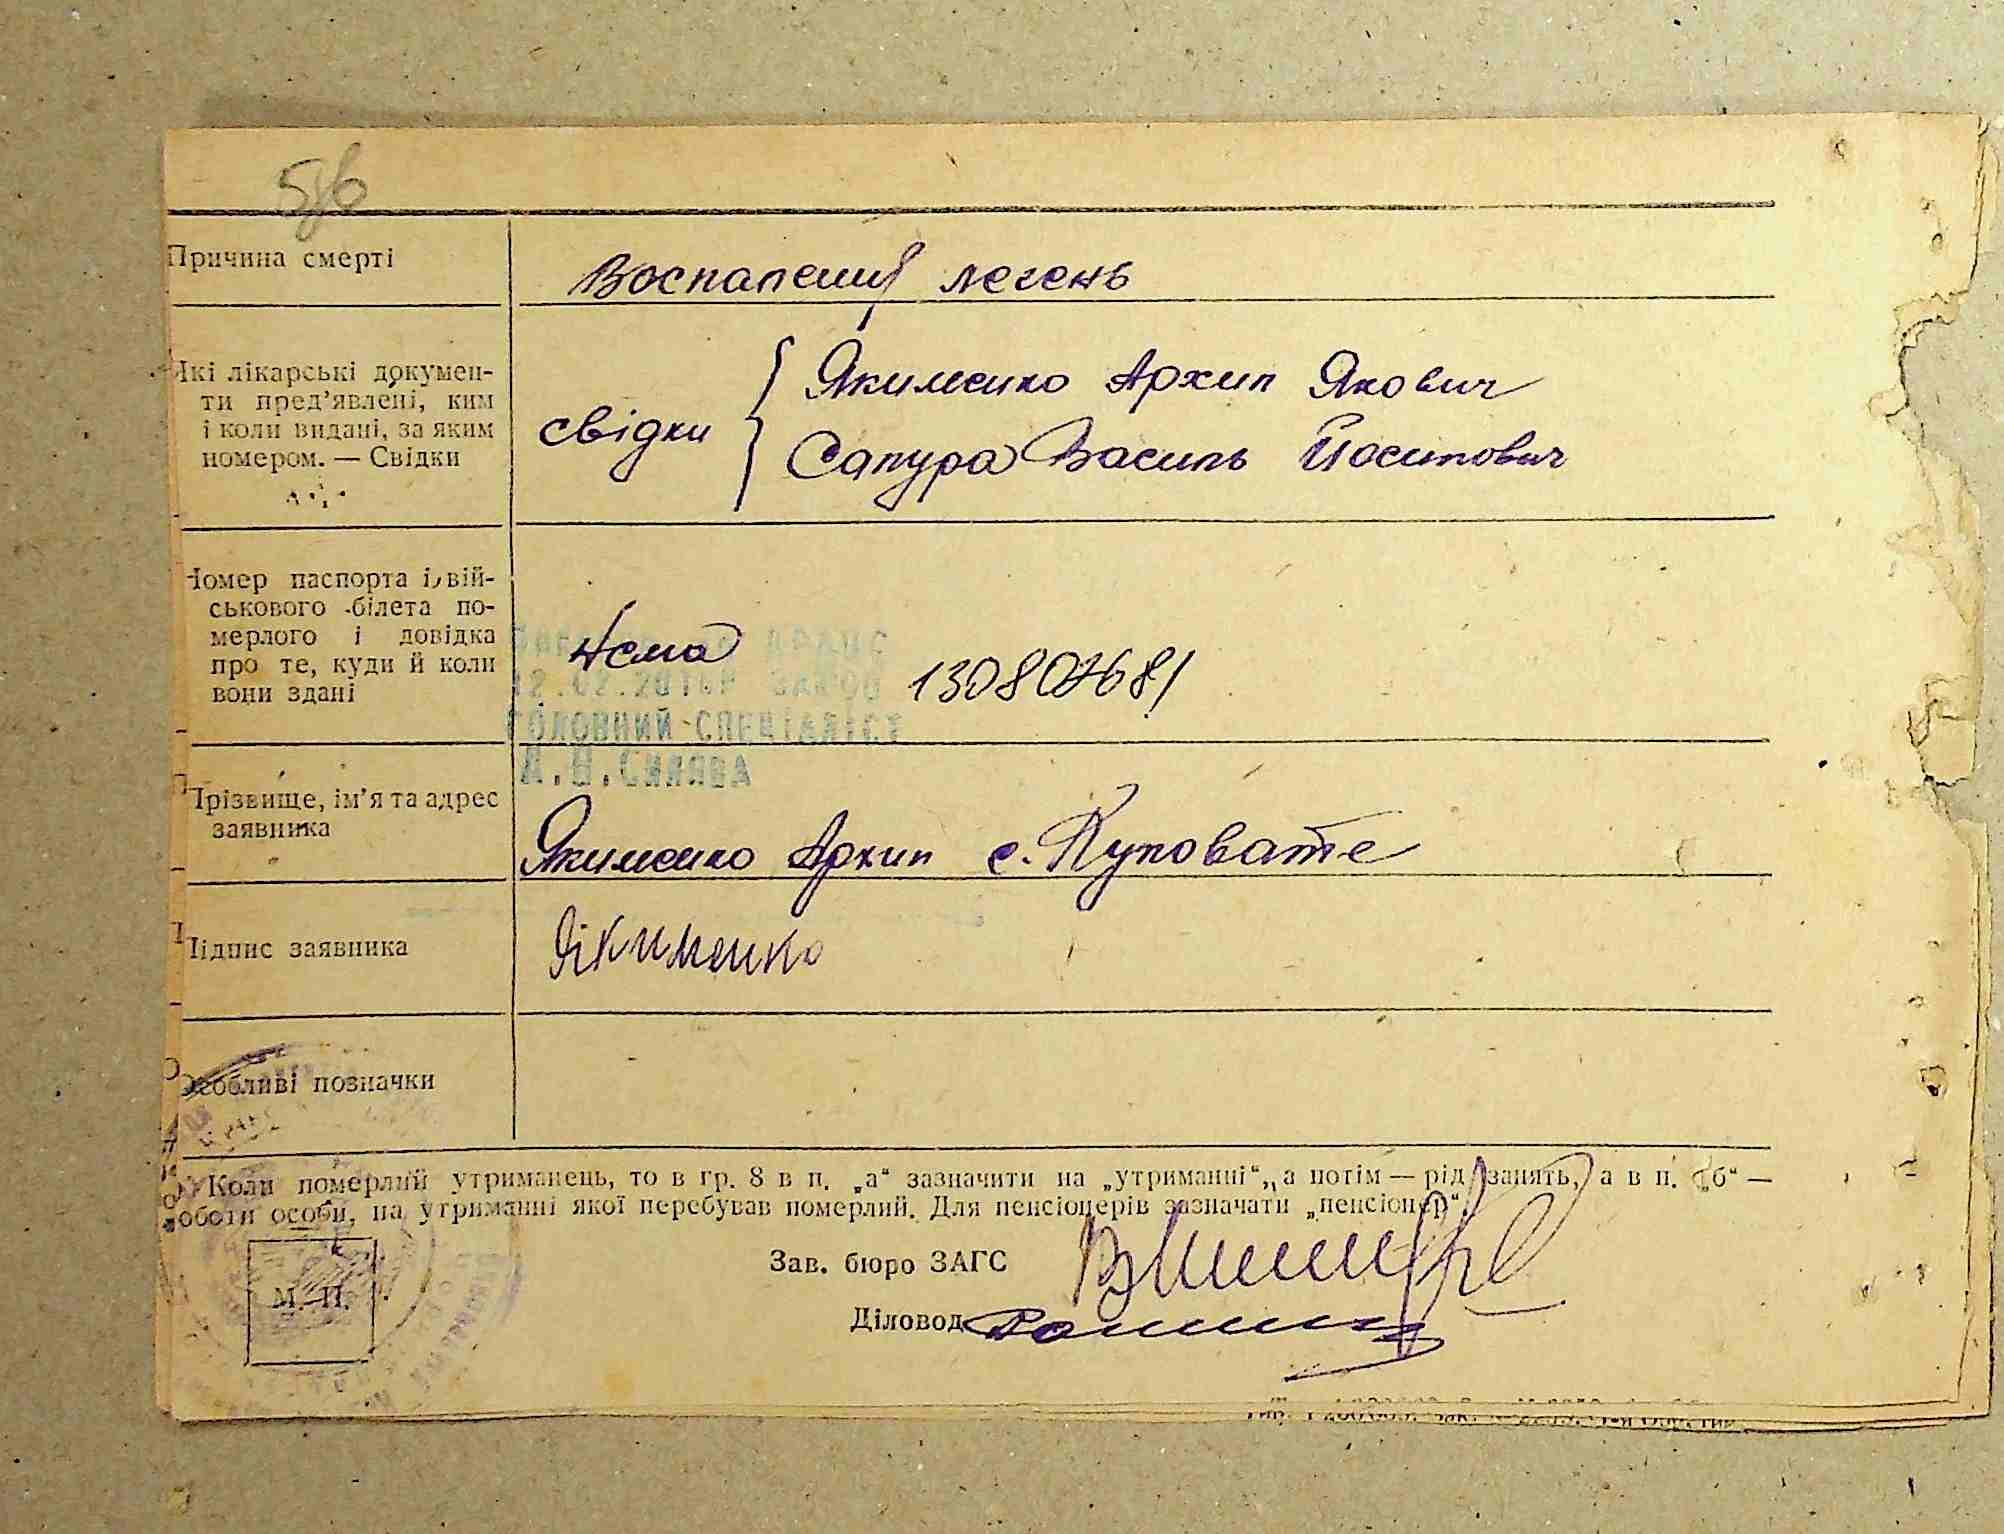 56
Причина смерті
Воспаления легень
Які лікарські докумен-
ти пред’явлені, ким
і коли видані, за яким
номером. — Свідки
свідки
Якименко Архип Якович
Сапура Василь Йосипович
Номер паспорта і вій-
ськового білета по-
мерлого і довідка
про те, куди й коли
вони здані
Нема
130807681
ГОЛОВНИЙ СПЕЦІАЛІСТ
Прізвище, ім’я та адрес
заявника
Якименко Архип с. Куповате
Підпис заявника
Якименко
Особливі позначки
Коли померлий утриманець, то в гр. 8 в п. „а“ зазначити на „утриманні“, а потім — рід занять, а в п. „б“ —
роботи особи, на утриманні якої перебував померлий. Для пенсіонерів зазначати „пенсіонер“.
Зав. бюро ЗАГС
М. П.
Діловод